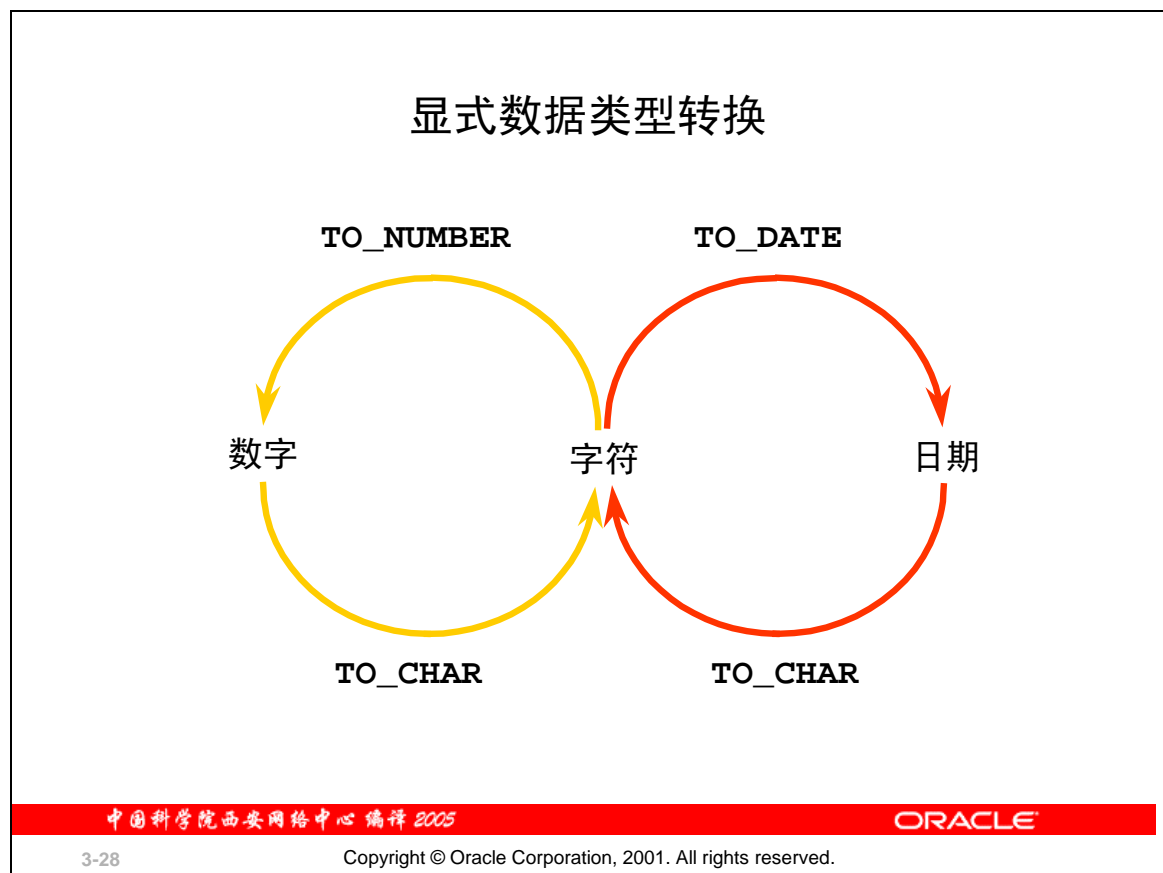 显式数据类型转换
TO_NUMBER TO_DATE
数字 字符 日期
TO_CHAR TO_CHAR
中国科学院西安网络中心 编译 2005 ORACLE
3-28 Copyright © Oracle Corporation, 2001. All rights reserved.